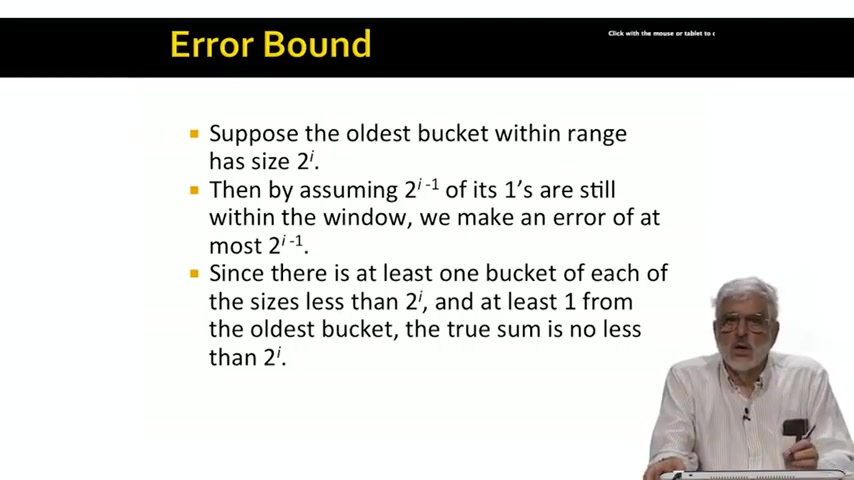 Error Bound
Click with the mouse or tablet to
Suppose the oldest bucket within range
has size 2^i.
Then by assuming 2^{i-1} of its 1's are still
within the window, we make an error of at
most 2^{i-1}.
Since there is at least one bucket of each of
the sizes less than 2^i, and at least 1 from
the oldest bucket, the true sum is no less
than 2^i.